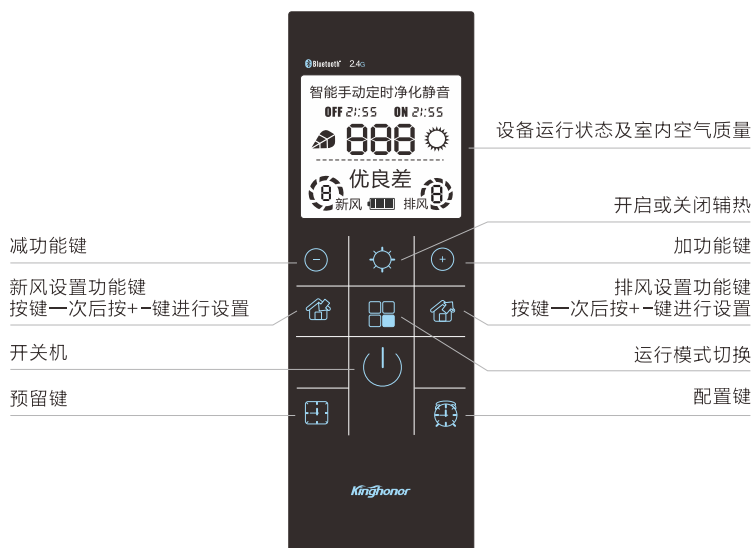 Bluetooth® 2.4G
智能手动定时净化静音
OFF 21:55 ON 21:55
888
优良差
8 新风 排风 8
设备运行状态及室内空气质量
开启或关闭辅热
减功能键
加功能键
新风设置功能键
按键一次后按+-键进行设置
排风设置功能键
按键一次后按+-键进行设置
开关机
运行模式切换
预留键
配置键
Kinghonor